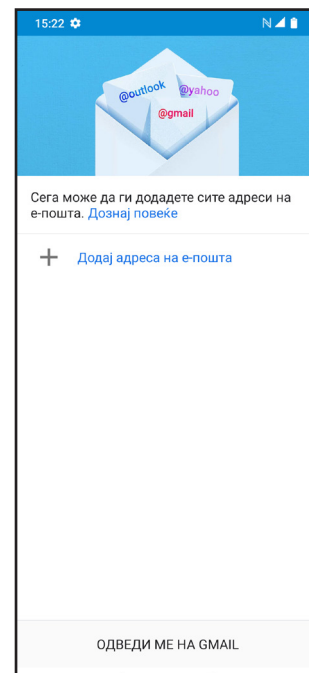 15:22
@outlook @yahoo
@gmail
Сега може да ги додадете сите адреси на
е-пошта. Дознај повеќе
Додај адреса на е-пошта
ОДВЕДИ МЕ НА GMAIL